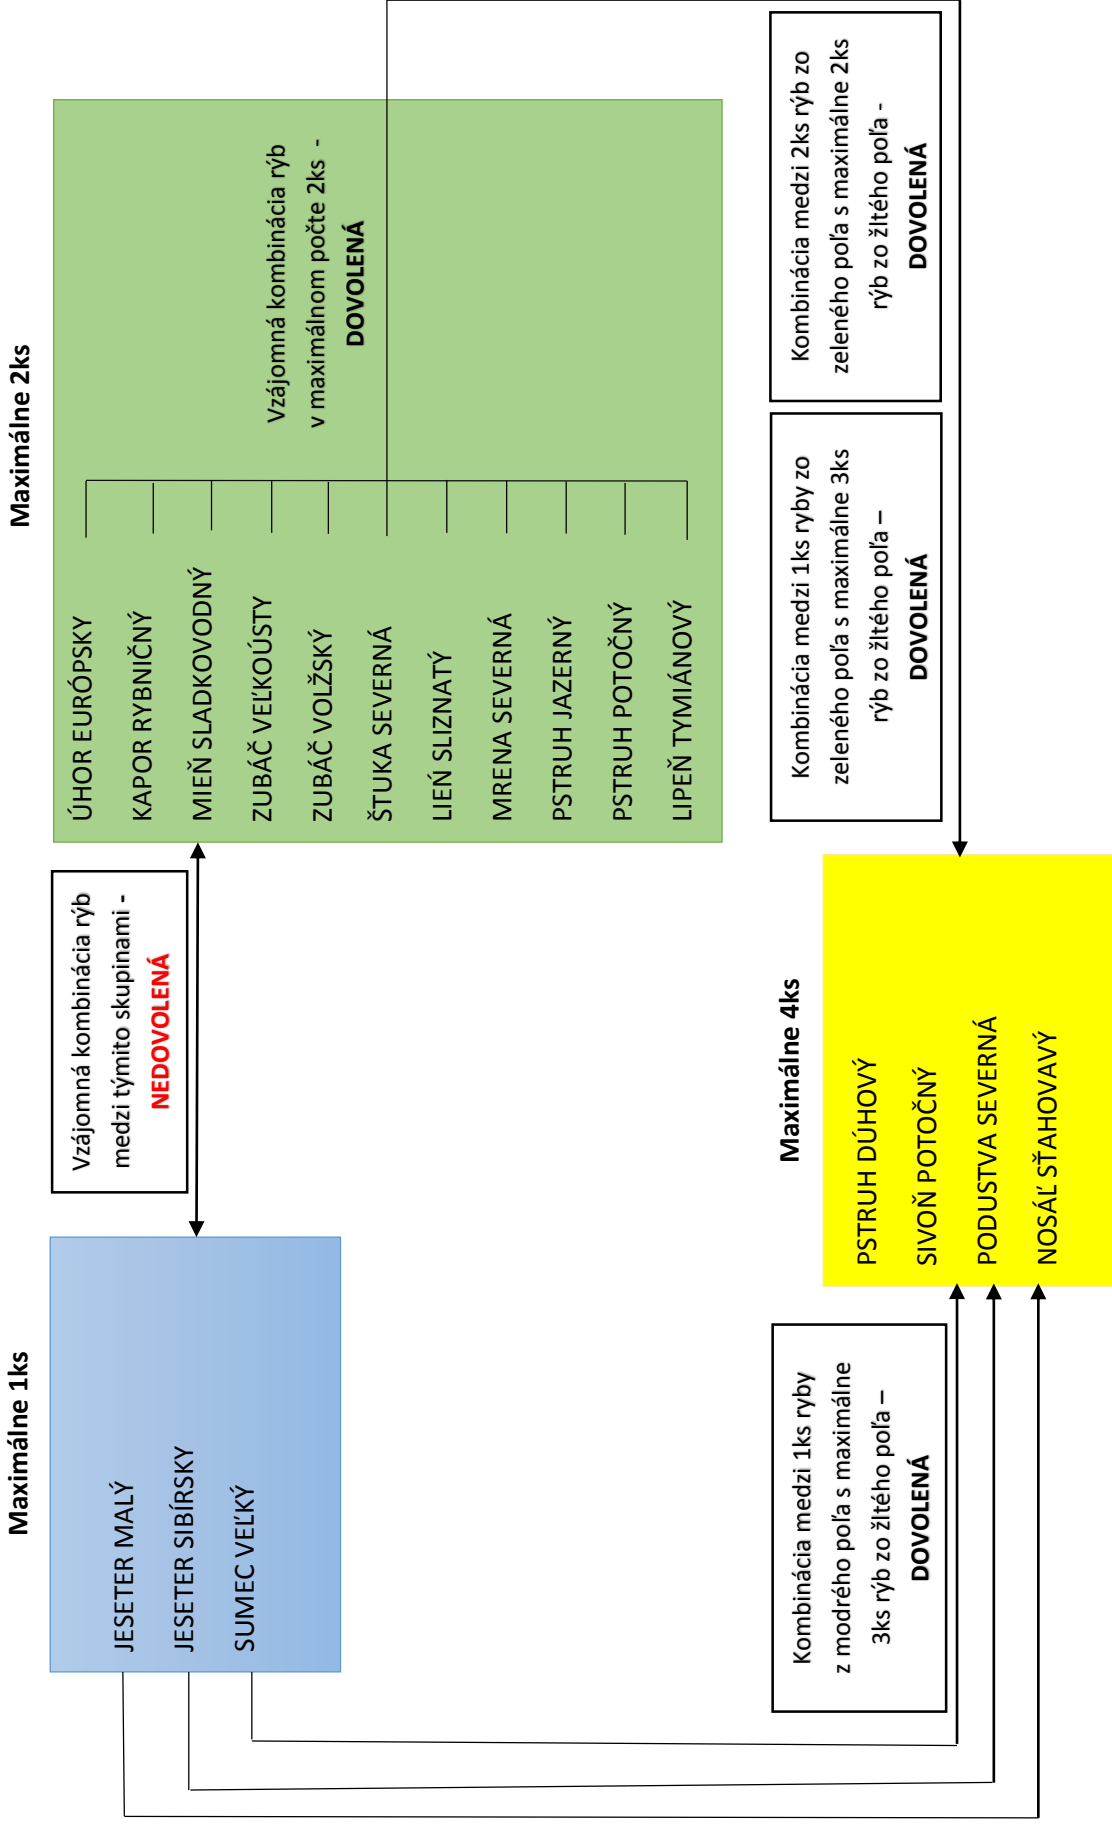 Maximálne 1ks
JESETER MALÝ
JESETER SIBÍRSKY
SUMEC VEĽKÝ
Vzájomná kombinácia rýb
medzi týmito skupinami -
NEDOVOLENÁ
Maximálne 2ks
ÚHOR EURÓPSKY
KAPOR RYBNIČNÝ
MIEŇ SLADKOVODNÝ
ZUBÁČ VEĽKOÚSTY
ZUBÁČ VOLŽSKÝ
ŠTUKA SEVERNÁ
LIEŇ SLIZNATÝ
MRENA SEVERNÁ
PSTRUH JAZERNÝ
PSTRUH POTOČNÝ
LIPEŇ TYMIÁNOVÝ
Vzájomná kombinácia rýb
v maximálnom počte 2ks -
DOVOLENÁ
Kombinácia medzi 1ks ryby
z modrého poľa s maximálne
3ks rýb zo žltého poľa –
DOVOLENÁ
Maximálne 4ks
PSTRUH DÚHOVÝ
SIVOŇ POTOČNÝ
PODUSTVA SEVERNÁ
NOSÁĽ SŤAHOVAVÝ
Kombinácia medzi 1ks ryby zo
zeleného poľa s maximálne 3ks
rýb zo žltého poľa –
DOVOLENÁ
Kombinácia medzi 2ks rýb zo
zeleného poľa s maximálne 2ks
rýb zo žltého poľa -
DOVOLENÁ